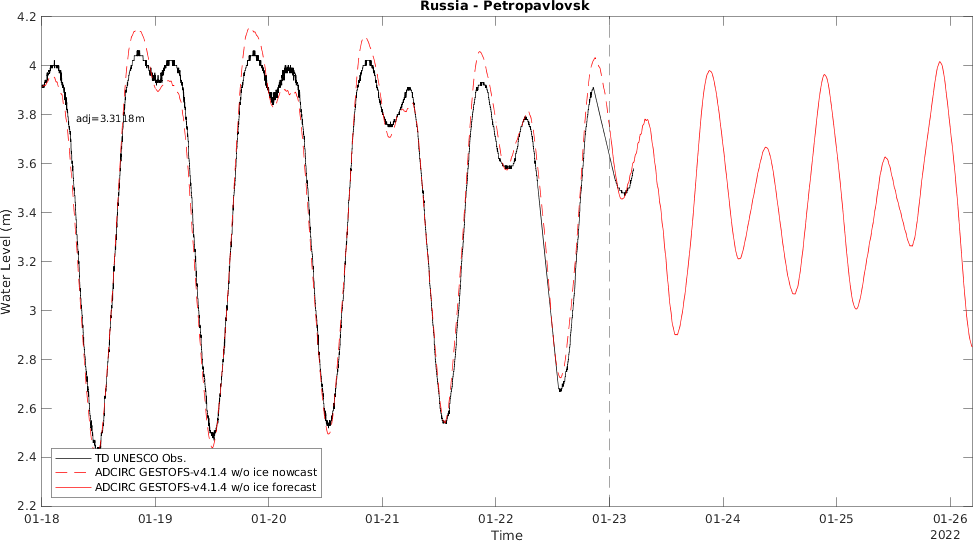 Russia - Petropavlovsk
4.2
4
3.8
3.6
3.4
3.2
3
2.8
2.6
2.4
2.2
Water Level (m)
adj=3.3118m
TD UNESCO Obs.
ADCIRC GESTOFS-v4.1.4 w/o ice nowcast
ADCIRC GESTOFS-v4.1.4 w/o ice forecast
01-18 01-19 01-20 01-21 01-22 01-23 01-24 01-25 01-26
2022
Time